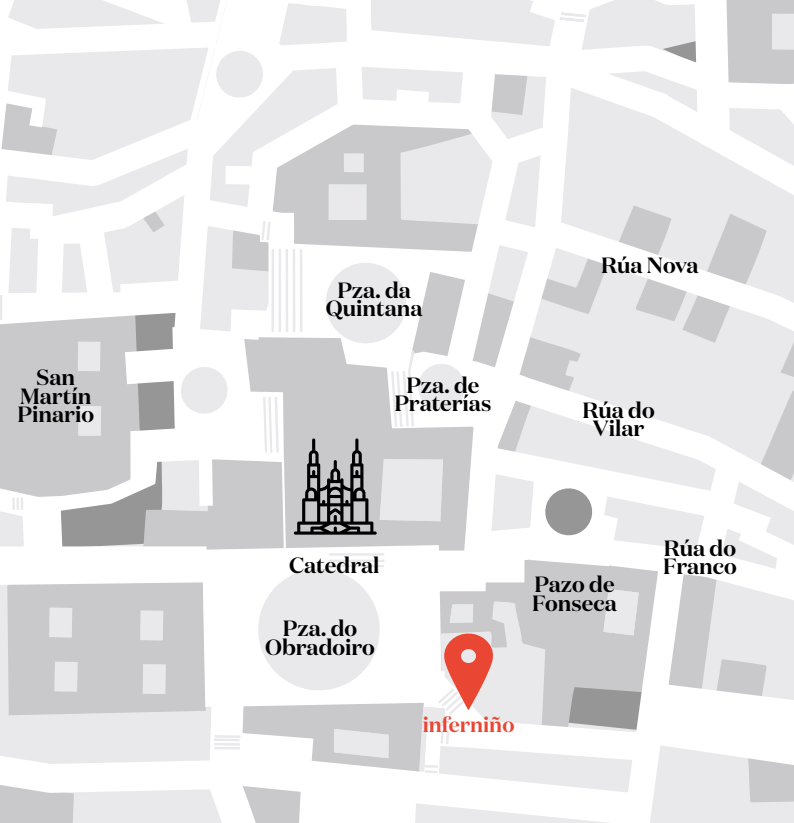 Rúa Nova
Pza. da
Quintana
San
Martín
Pinario
Pza. de
Praterías
Rúa do
Vilar
Rúa do
Franco
Catedral
Pazo de
Fonseca
Pza. do
Obradoiro
inferniño